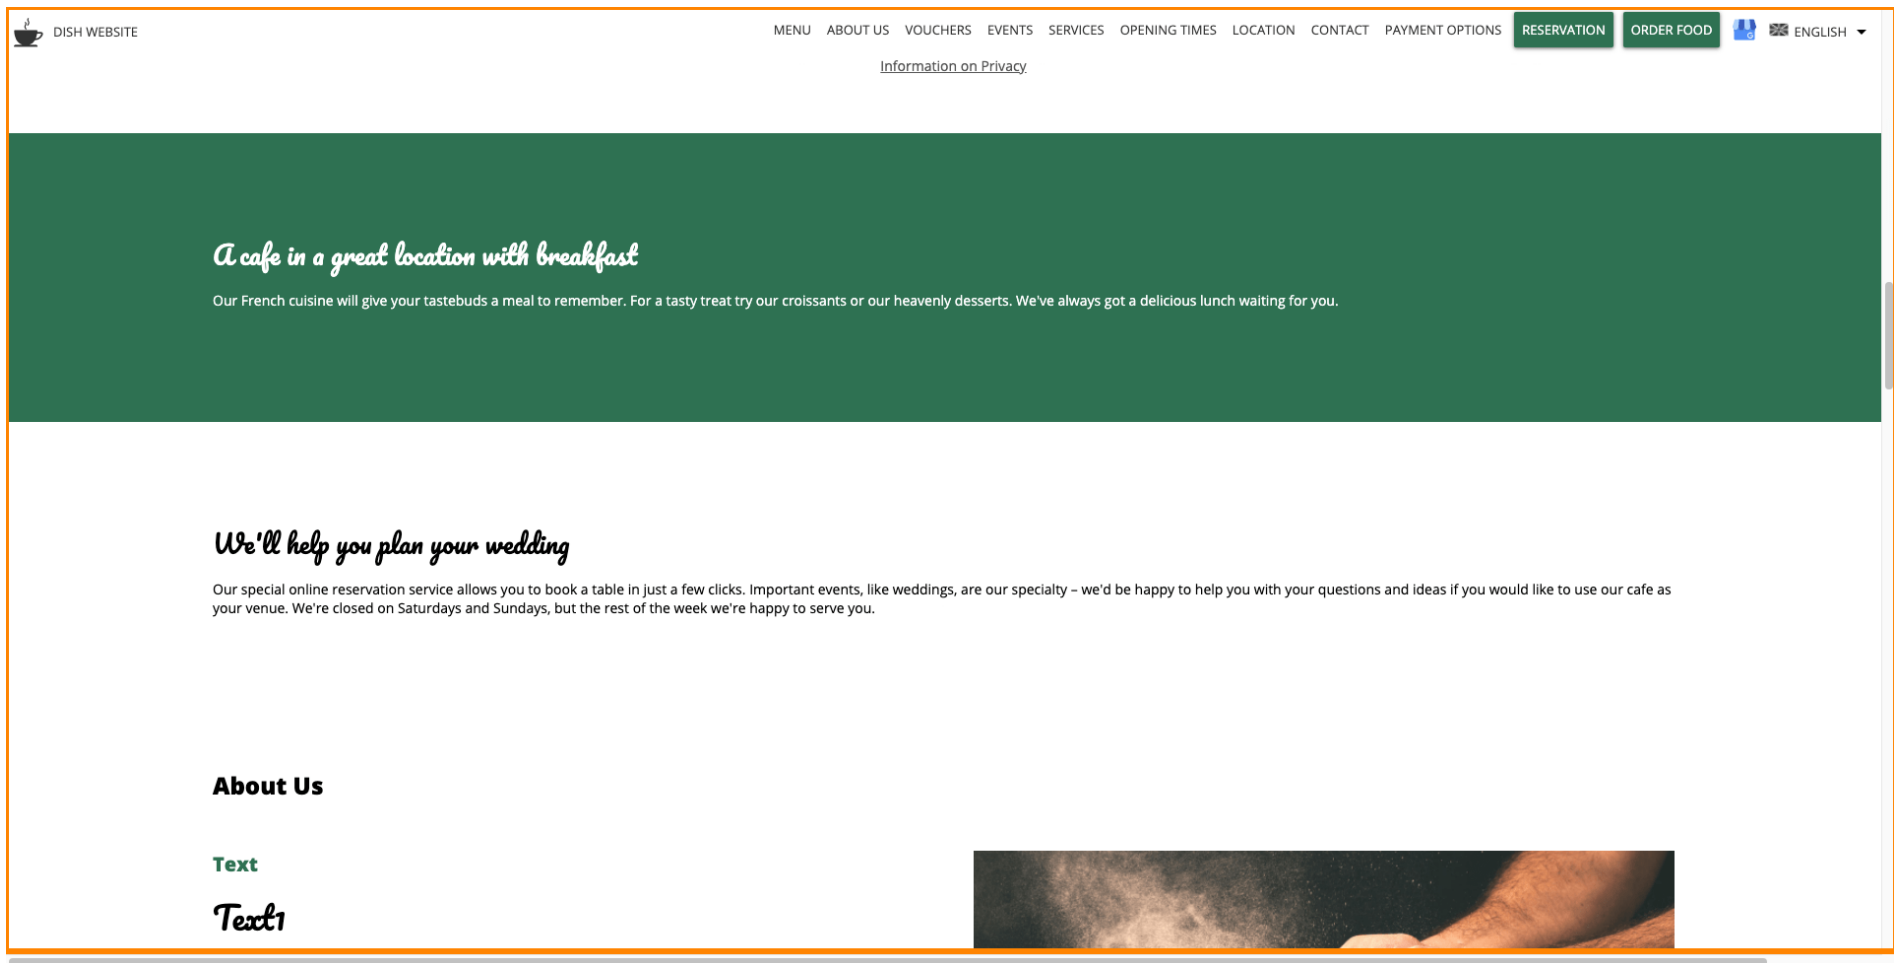 DISH WEBSITE
MENU ABOUT US VOUCHERS EVENTS SERVICES OPENING TIMES LOCATION CONTACT PAYMENT OPTIONS RESERVATION ORDER FOOD ENGLISH
Information on Privacy
A cafe in a great location with breakfast
Our French cuisine will give your tastebuds a meal to remember. For a tasty treat try our croissants or our heavenly desserts. We've always got a delicious lunch waiting for you.
We'll help you plan your wedding
Our special online reservation service allows you to book a table in just a few clicks. Important events, like weddings, are our specialty – we'd be happy to help you with your questions and ideas if you would like to use our cafe as
your venue. We're closed on Saturdays and Sundays, but the rest of the week we're happy to serve you.
About Us
Text
Text1